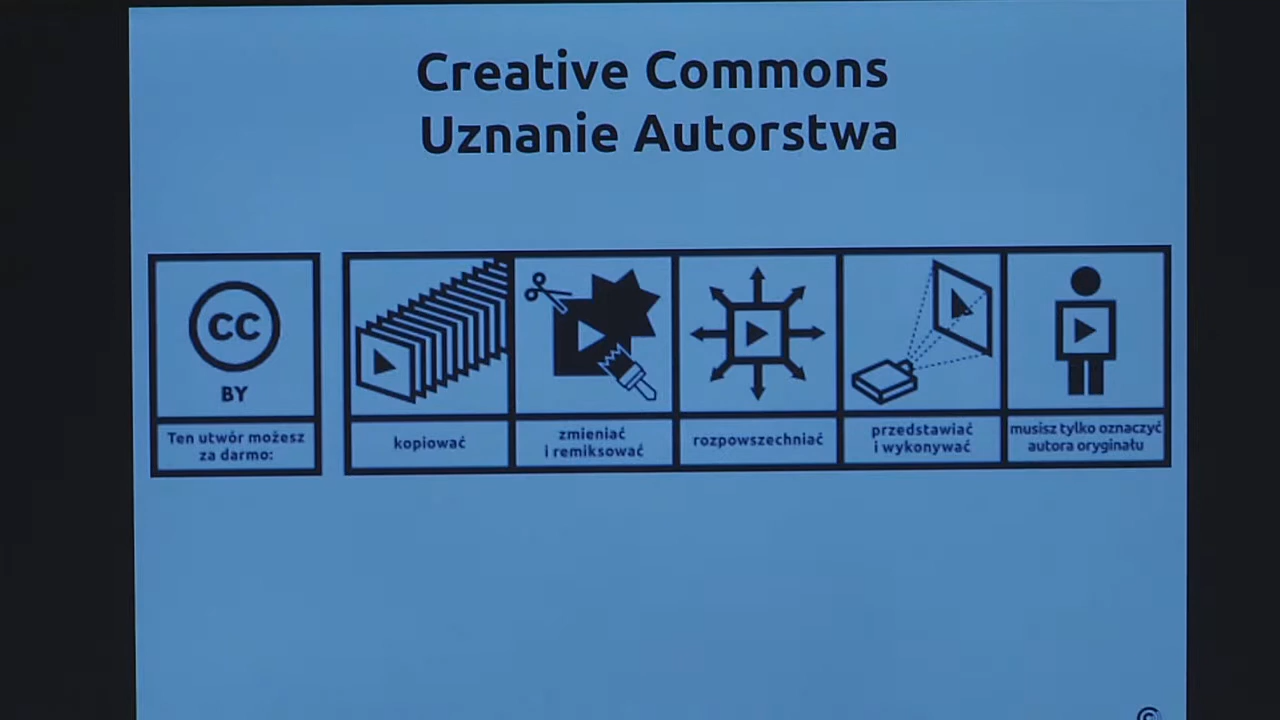 Creative Commons
Uznanie Autorstwa
CC
BY
Ten utwór możesz
za darmo:
kopiować
zmieniać
i remiksować
rozpowszechniać
przedstawiać
i wykonywać
musisz tylko oznaczyć
autora oryginału